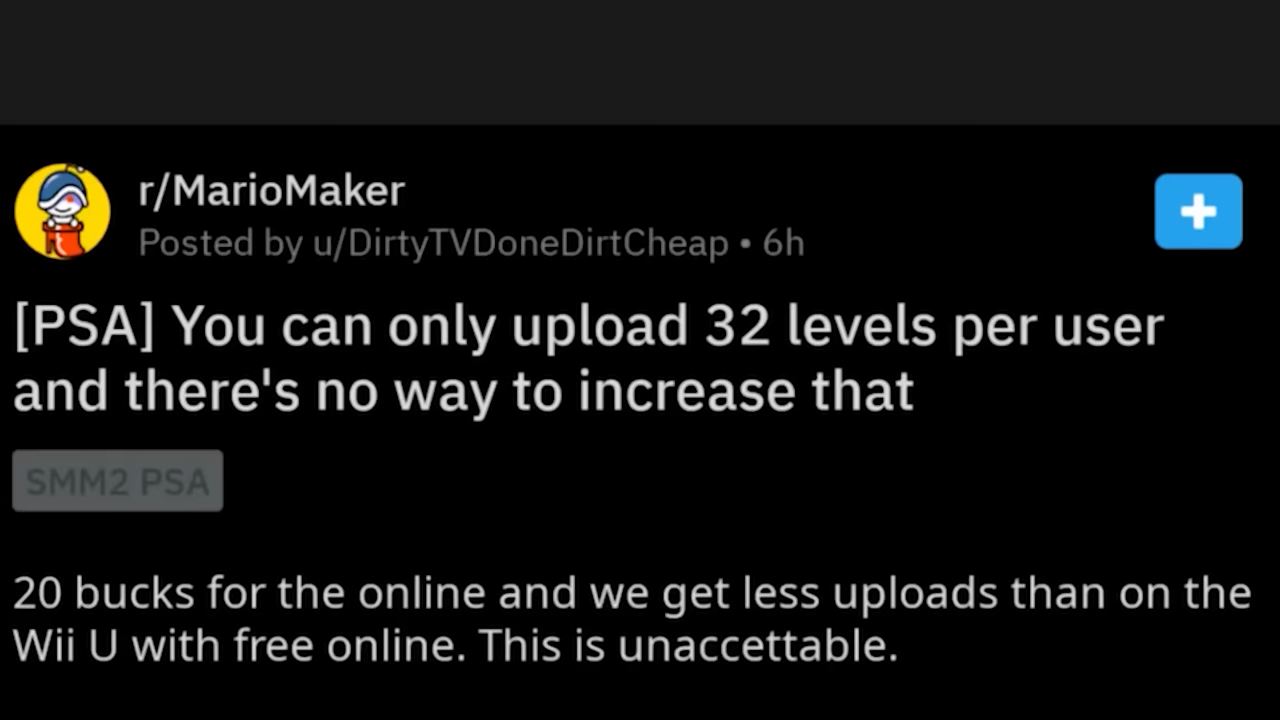 r/MarioMaker
Posted by u/DirtyTVDoneDirtCheap • 6h
[PSA] You can only upload 32 levels per user
and there's no way to increase that
SMM2 PSA
20 bucks for the online and we get less uploads than on the
Wii U with free online. This is unaccettable.